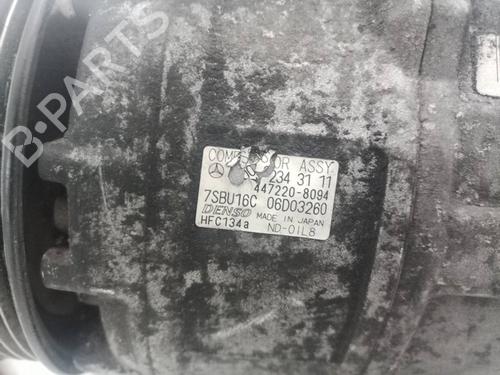 B-PARTS
COMP OR ASSY
234 31 11
447220-8094
7SBU16C 06D03260
DENSO MADE IN JAPAN
HFC134a ND-OIL8